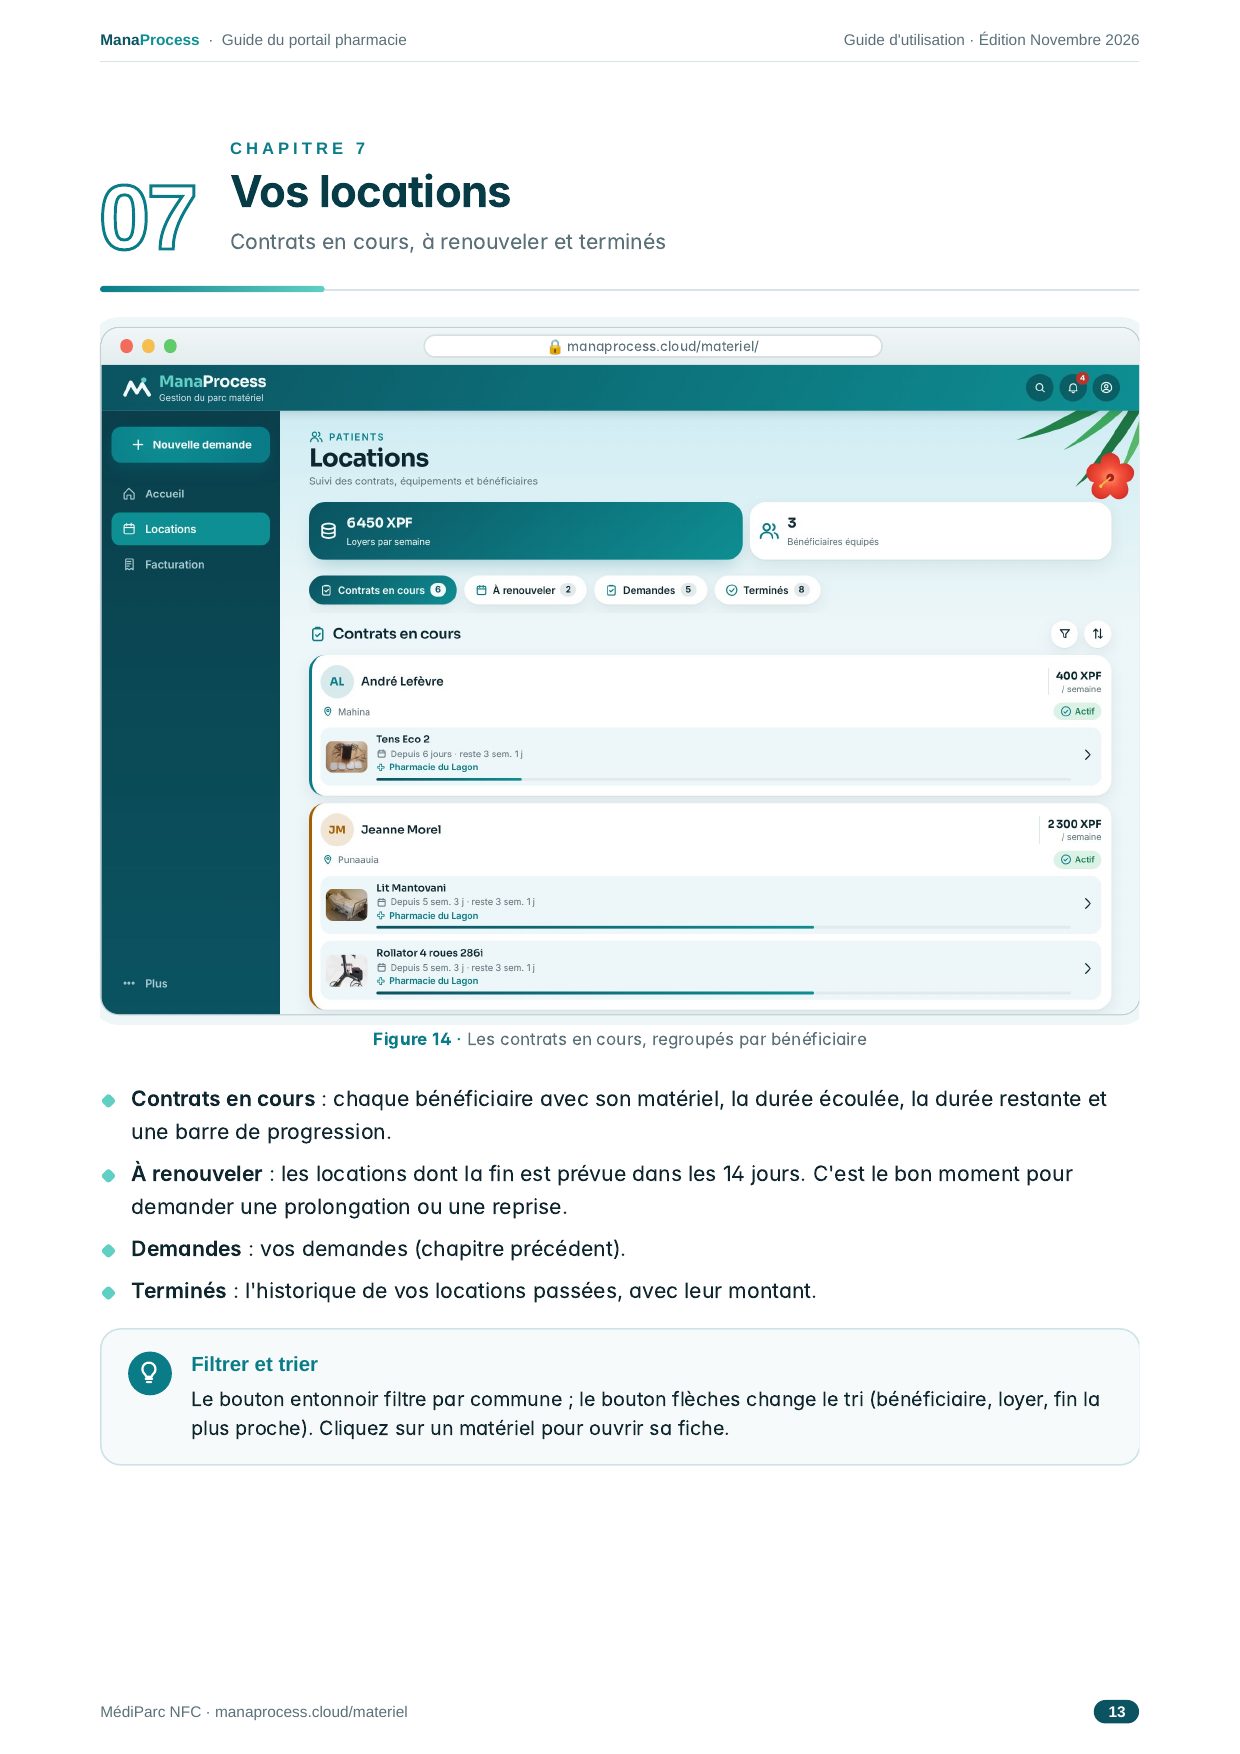 ManaProcess · Guide du portail pharmacie
Guide d'utilisation · Édition Novembre 2026
CHAPITRE 7
07
Vos locations
Contrats en cours, à renouveler et terminés
manaprocess.cloud/materiel/
ManaProcess
Gestion du parc matériel
4
Nouvelle demande
Accueil
Locations
Facturation
Plus
PATIENTS
Locations
Suivi des contrats, équipements et bénéficiaires
6 450 XPF
Loyers par semaine
3
Bénéficiaires équipés
Contrats en cours 6
À renouveler 2
Demandes 5
Terminés 8
Contrats en cours
AL André Lefèvre
400 XPF
/ semaine
Mahina
Actif
Tens Eco 2
Depuis 6 jours · reste 3 sem. 1 j
Pharmacie du Lagon
JM Jeanne Morel
2 300 XPF
/ semaine
Punaauia
Actif
Lit Mantovani
Depuis 5 sem. 3 j · reste 3 sem. 1 j
Pharmacie du Lagon
Rollator 4 roues 286i
Depuis 5 sem. 3 j · reste 3 sem. 1 j
Pharmacie du Lagon
Figure 14 · Les contrats en cours, regroupés par bénéficiaire
Contrats en cours : chaque bénéficiaire avec son matériel, la durée écoulée, la durée restante et
une barre de progression.
À renouveler : les locations dont la fin est prévue dans les 14 jours. C'est le bon moment pour
demander une prolongation ou une reprise.
Demandes : vos demandes (chapitre précédent).
Terminés : l'historique de vos locations passées, avec leur montant.
Filtrer et trier
Le bouton entonnoir filtre par commune ; le bouton flèches change le tri (bénéficiaire, loyer, fin la
plus proche). Cliquez sur un matériel pour ouvrir sa fiche.
MédiParc NFC · manaprocess.cloud/materiel
13